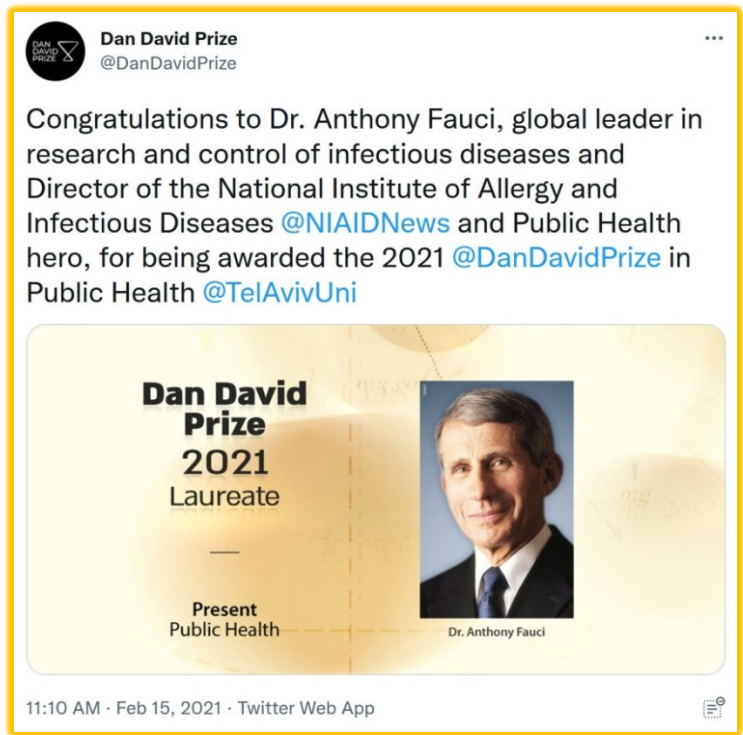 DAN
DAVID
PRIZE
Dan David Prize
@DanDavidPrize
Congratulations to Dr. Anthony Fauci, global leader in
research and control of infectious diseases and
Director of the National Institute of Allergy and
Infectious Diseases @NIAIDNews and Public Health
hero, for being awarded the 2021 @DanDavidPrize in
Public Health @TelAvivUni
Dan David
Prize
2021
Laureate
Present
Public Health
Dr. Anthony Fauci
11:10 AM · Feb 15, 2021 · Twitter Web App